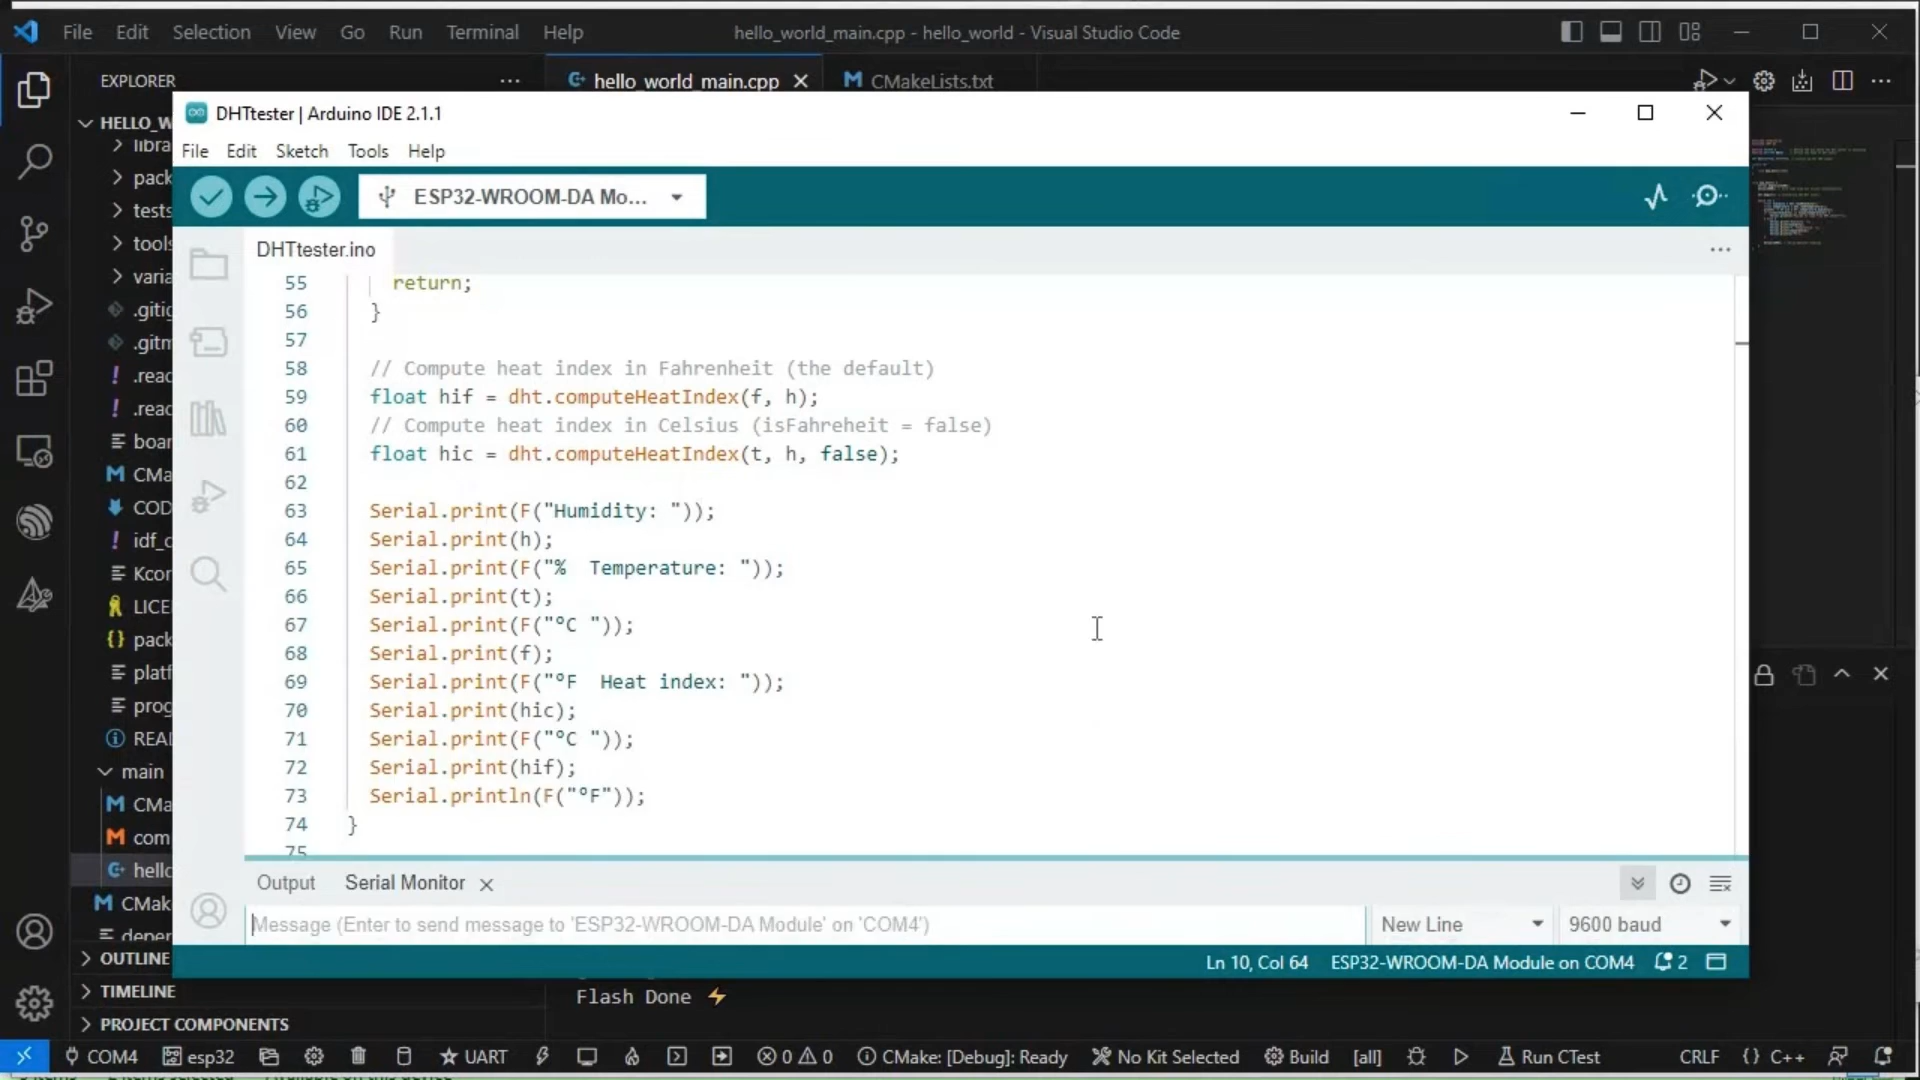 File Edit Selection View Go Run Terminal Help hello_world_main.cpp - hello_world - Visual Studio Code
EXPLORER
hello_world_main.cpp
CMakeLists.txt
HELLO_W
libra
pack
tests
tools
varia
.gitig
.gitm
.reac
.reac
boar
CMa
COD
idf_c
Kcor
LICE
pack
platf
prog
REAI
main
CMa
com
hello
CMak
deper
OUTLINE
TIMELINE
PROJECT COMPONENTS
DHTtester | Arduino IDE 2.1.1
File Edit Sketch Tools Help
ESP32-WROOM-DA Mo...
DHTtester.ino
55 return;
56 }
57
58 // Compute heat index in Fahrenheit (the default)
59 float hif = dht.computeHeatIndex(f, h);
60 // Compute heat index in Celsius (isFahreheit = false)
61 float hic = dht.computeHeatIndex(t, h, false);
62
63 Serial.print(F("Humidity: "));
64 Serial.print(h);
65 Serial.print(F("%  Temperature: "));
66 Serial.print(t);
67 Serial.print(F("°C "));
68 Serial.print(f);
69 Serial.print(F("°F  Heat index: "));
70 Serial.print(hic);
71 Serial.print(F("°C "));
72 Serial.print(hif);
73 Serial.println(F("°F"));
74 }
75
Output Serial Monitor
Message (Enter to send message to 'ESP32-WROOM-DA Module' on 'COM4')
New Line
9600 baud
Ln 10, Col 64 ESP32-WROOM-DA Module on COM4 2
Flash Done ⚡
COM4 esp32 UART 0 0 CMake: [Debug]: Ready No Kit Selected Build [all] Run CTest CRLF {} C++